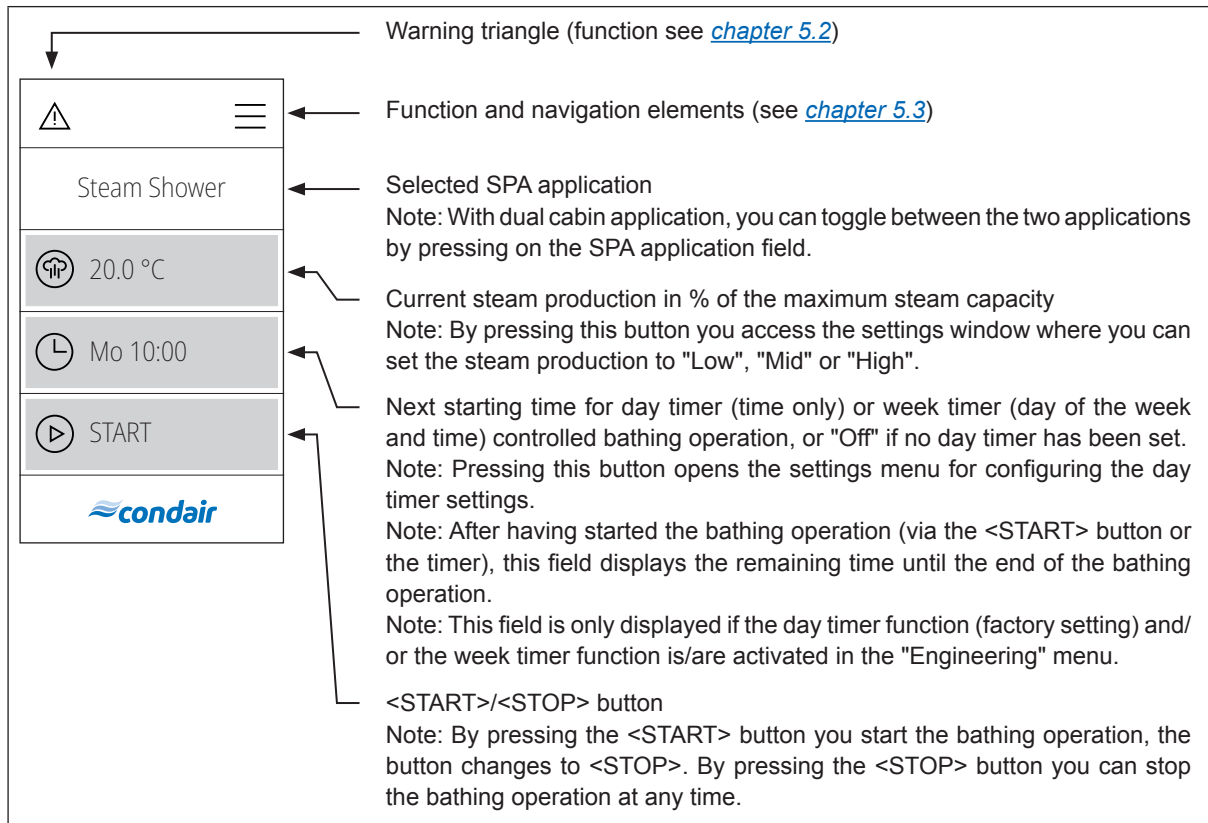 Warning triangle (function see chapter 5.2)
Function and navigation elements (see chapter 5.3)
Steam Shower
Selected SPA application
Note: With dual cabin application, you can toggle between the two applications
by pressing on the SPA application field.
20.0 °C
Current steam production in % of the maximum steam capacity
Note: By pressing this button you access the settings window where you can
set the steam production to "Low", "Mid" or "High".
Mo 10:00
Next starting time for day timer (time only) or week timer (day of the week
and time) controlled bathing operation, or "Off" if no day timer has been set.
Note: Pressing this button opens the settings menu for configuring the day
timer settings.
Note: After having started the bathing operation (via the <START> button or
the timer), this field displays the remaining time until the end of the bathing
operation.
Note: This field is only displayed if the day timer function (factory setting) and/
or the week timer function is/are activated in the "Engineering" menu.
START
<START>/<STOP> button
Note: By pressing the <START> button you start the bathing operation, the
button changes to <STOP>. By pressing the <STOP> button you can stop
the bathing operation at any time.
condair